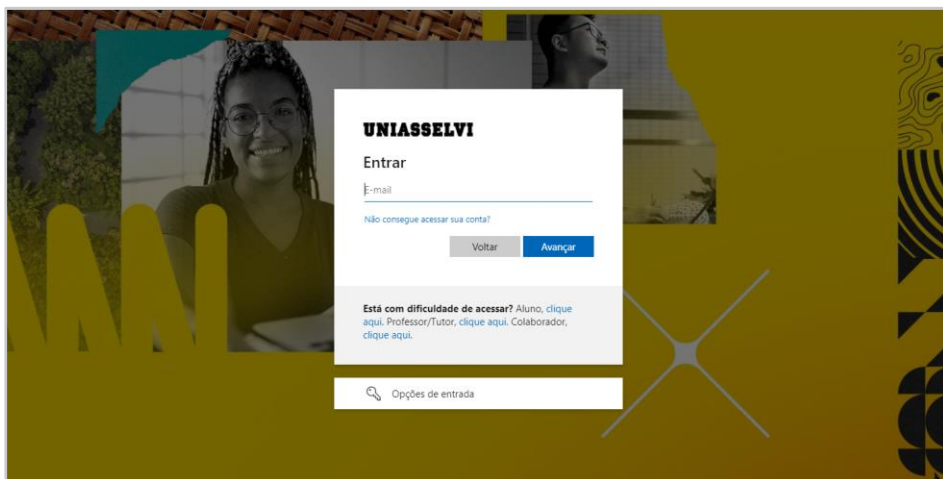 UNIASSELVI
Entrar
E-mail
Não consegue acessar sua conta?
Voltar Avançar
Está com dificuldade de acessar? Aluno, clique
aqui. Professor/Tutor, clique aqui. Colaborador,
clique aqui.
Opções de entrada